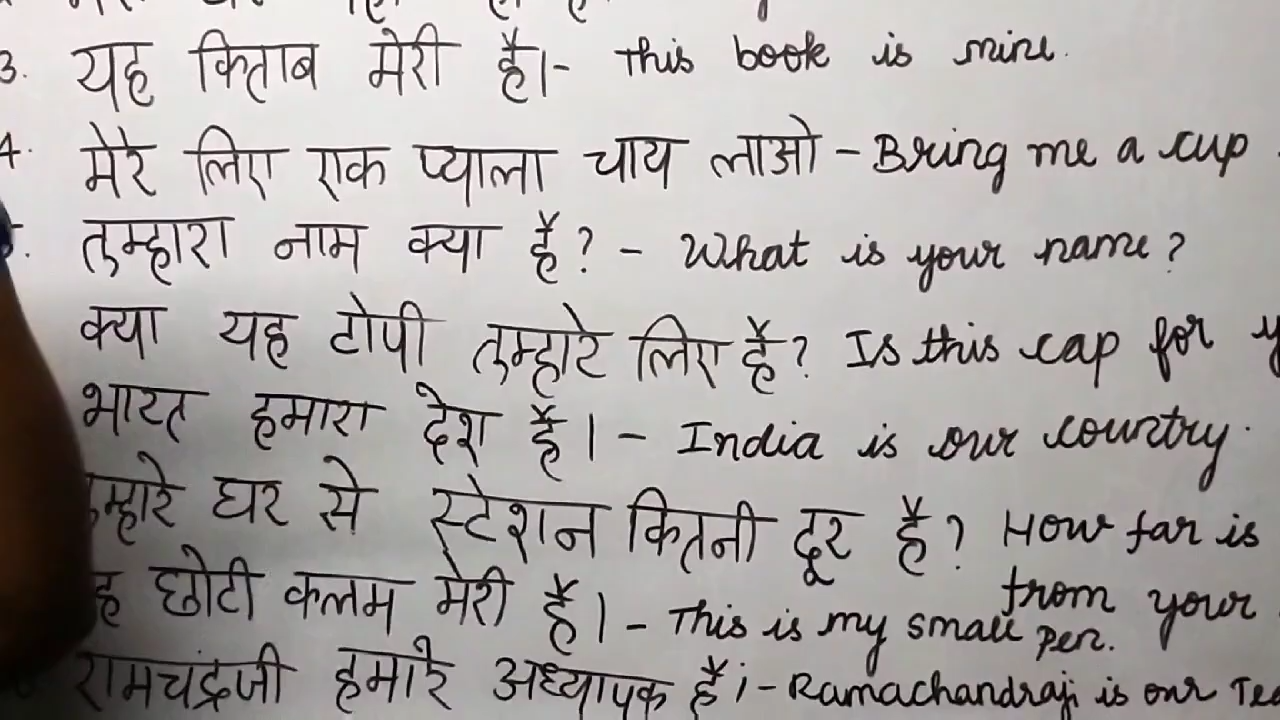 3. यह किताब मेरी है।- This book is mine.
4. मेरे लिए एक प्याला चाय लाओ - Bring me a cup
तुम्हारा नाम क्या है? - What is your name?
क्या यह टोपी तुम्हारे लिए है? Is this cap for
भारत हमारा देश है। - India is our country.
तुम्हारे घर से स्टेशन कितनी दूर है? How far is
from your
छोटी कलम मेरी है। - This is my small pen.
रामचंद्रजी हमारे अध्यापक है।- Ramachandraji is our